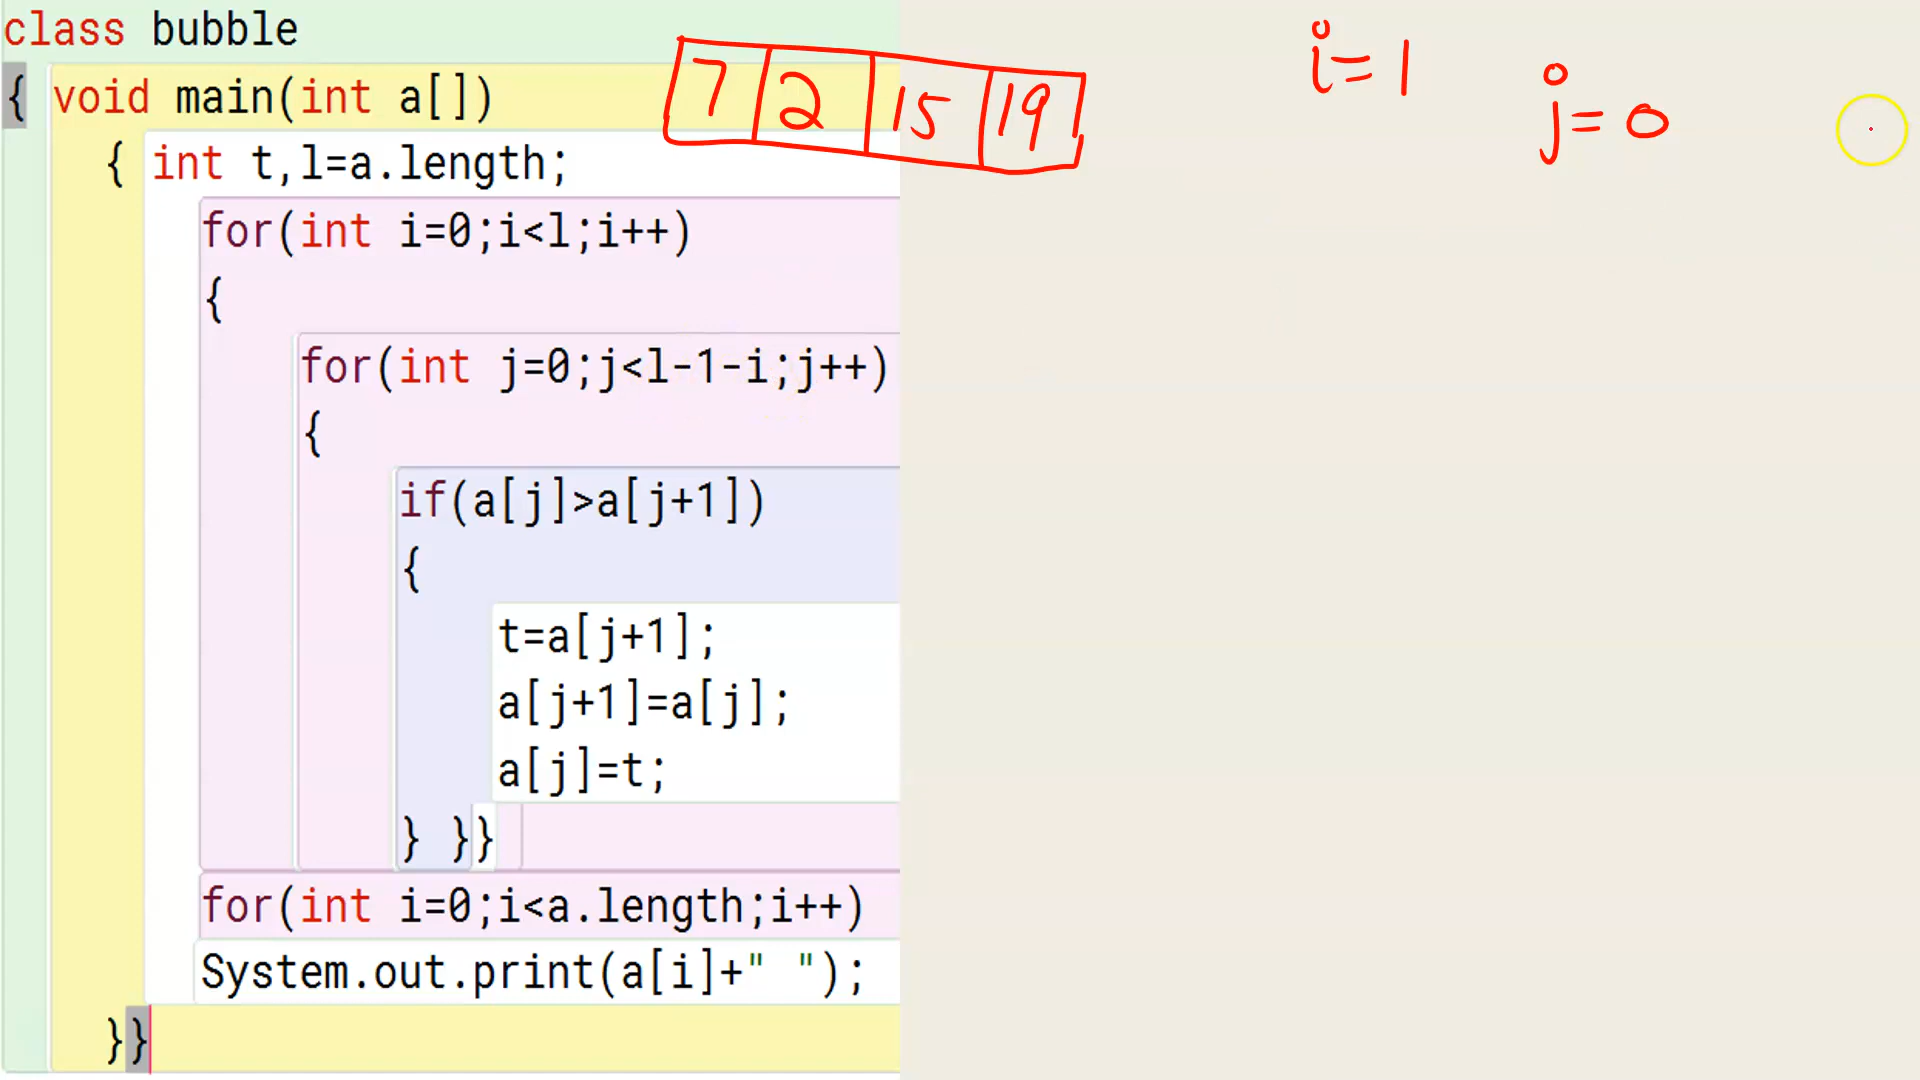 class bubble
{ void main(int a[])
7 2 15 19
i=1
j=0
{ int t,l=a.length;
for(int i=0;i<l;i++)
{
for(int j=0;j<l-1-i;j++)
{
if(a[j]>a[j+1])
{
t=a[j+1];
a[j+1]=a[j];
a[j]=t;
} }}
for(int i=0;i<a.length;i++)
System.out.print(a[i]+" ");
}}